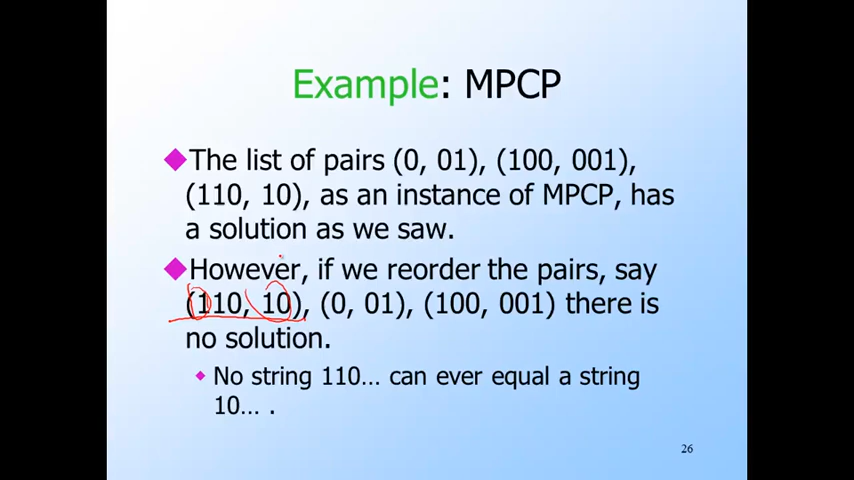 Example: MPCP
The list of pairs (0, 01), (100, 001),
(110, 10), as an instance of MPCP, has
a solution as we saw.
However, if we reorder the pairs, say
(110, 10), (0, 01), (100, 001) there is
no solution.
No string 110… can ever equal a string
10… .
26